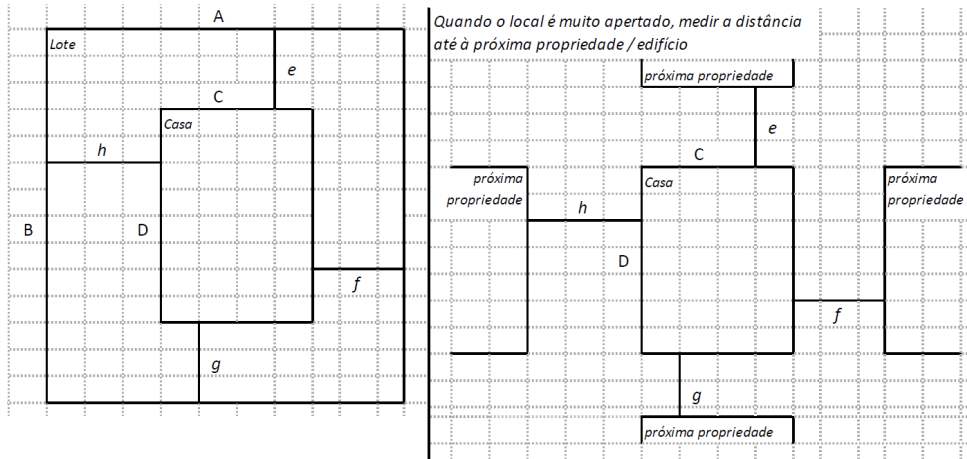 A
Lote
e
C
Casa
h
B
D
f
g
Quando o local é muito apertado, medir a distância
até à próxima propriedade / edifício
próxima propriedade
e
C
próxima
propriedade
Casa
próxima
propriedade
h
D
f
g
próxima propriedade